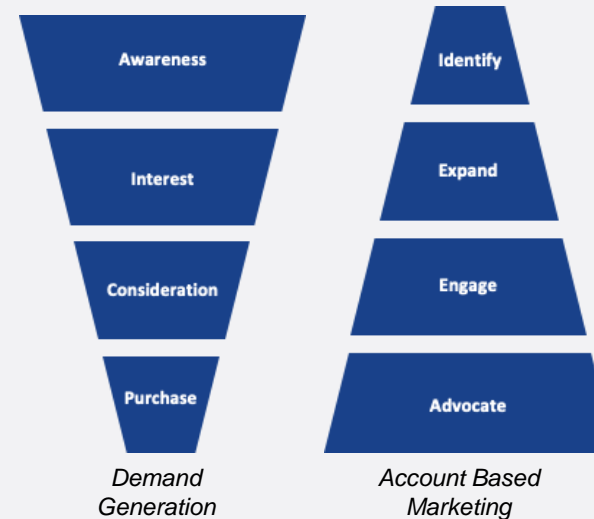 Awareness
Interest
Consideration
Purchase
Demand
Generation
Identify
Expand
Engage
Advocate
Account Based
Marketing